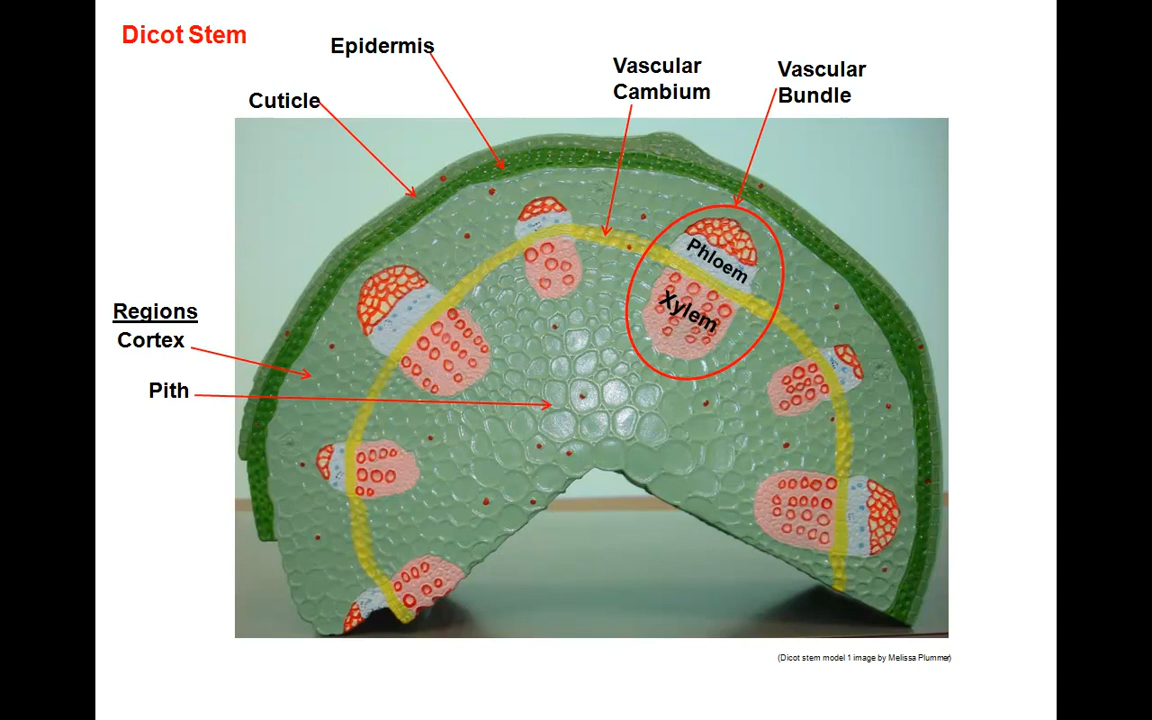 Dicot Stem
Epidermis
Cuticle
Vascular
Cambium
Vascular
Bundle
Phloem
Xylem
Regions
Cortex
Pith
(Dicot stem model 1 image by Melissa Plummer)